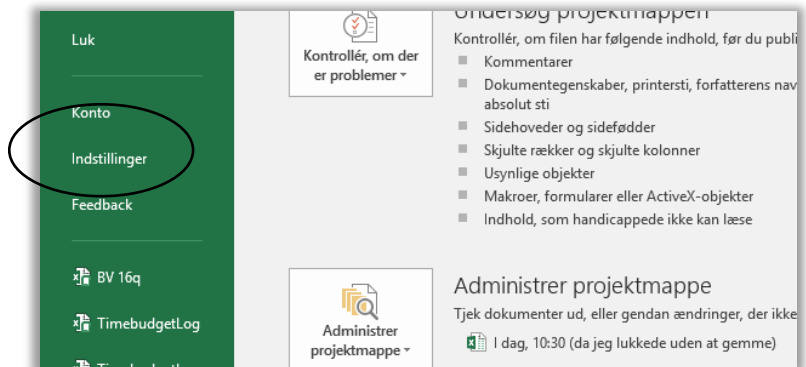 Luk
Konto
Indstillinger
Feedback
BV 16q
TimebudgetLog
Kontrollér, om der
er problemer
Undersøg projektmappen
Kontrollér, om filen har følgende indhold, før du publi
Kommentarer
Dokumentegenskaber, printersti, forfatterens nav
absolut sti
Sidehoveder og sidefødder
Skjulte rækker og skjulte kolonner
Usynlige objekter
Makroer, formularer eller ActiveX-objekter
Indhold, som handicappede ikke kan læse
Administrer
projektmappe
Administrer projektmappe
Tjek dokumenter ud, eller gendan ændringer, der ikke
I dag, 10:30 (da jeg lukkede uden at gemme)